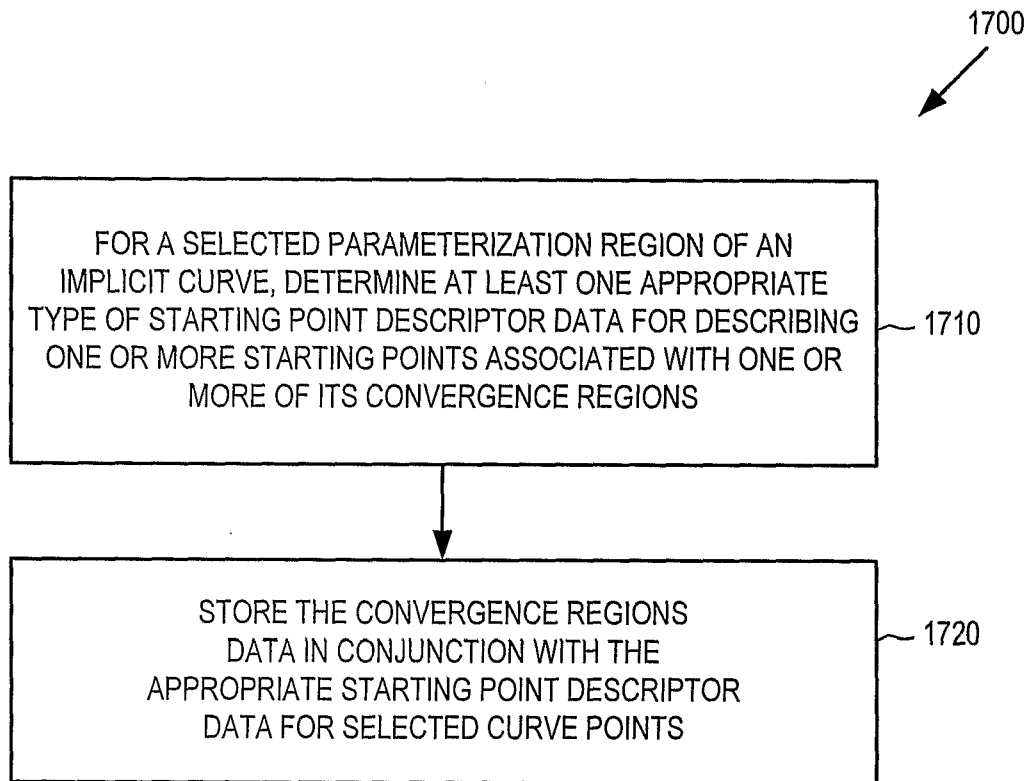 1700
FOR A SELECTED PARAMETERIZATION REGION OF AN
IMPLICIT CURVE, DETERMINE AT LEAST ONE APPROPRIATE
TYPE OF STARTING POINT DESCRIPTOR DATA FOR DESCRIBING
ONE OR MORE STARTING POINTS ASSOCIATED WITH ONE OR
MORE OF ITS CONVERGENCE REGIONS
1710
STORE THE CONVERGENCE REGIONS
DATA IN CONJUNCTION WITH THE
APPROPRIATE STARTING POINT DESCRIPTOR
DATA FOR SELECTED CURVE POINTS
1720